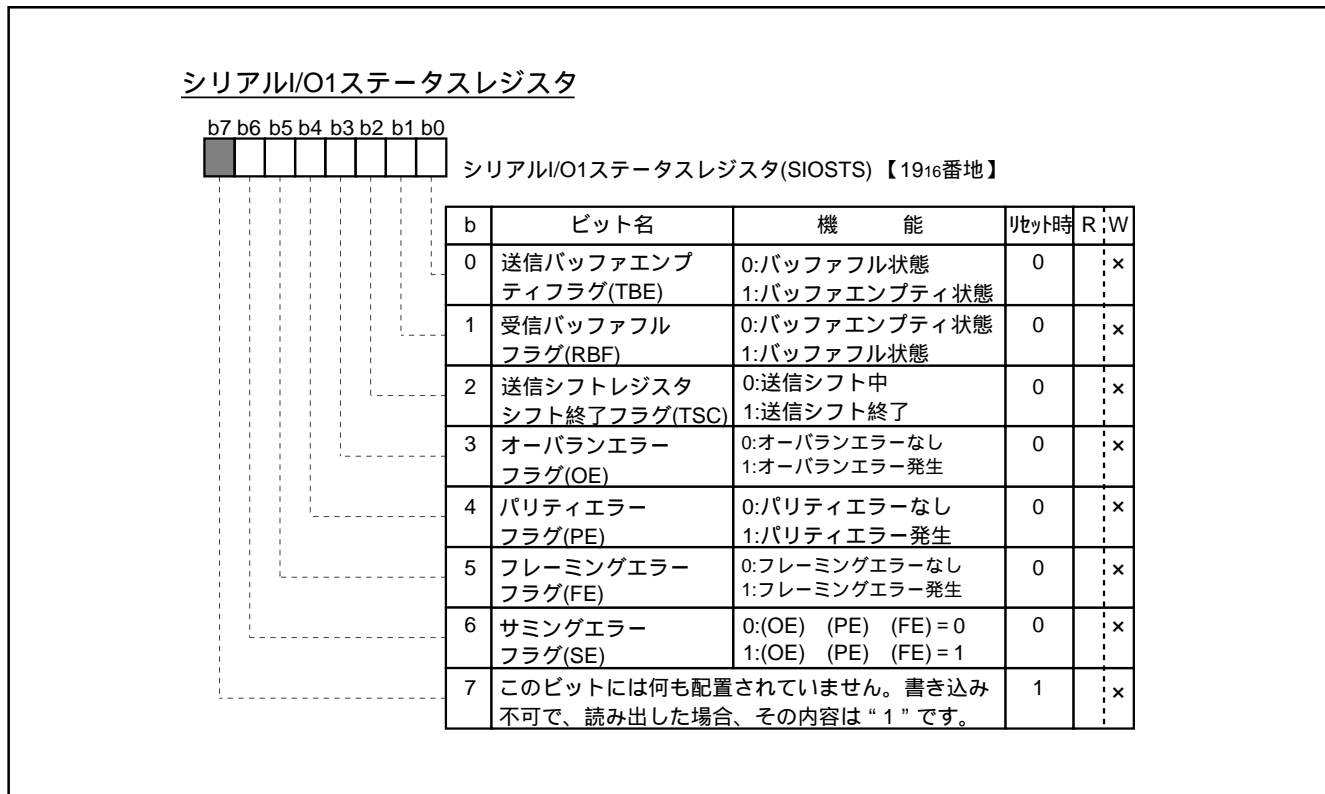 シリアルI/O1ステータスレジスタ
b7 b6 b5 b4 b3 b2 b1 b0
シリアルI/O1ステータスレジスタ(SIOSTS)【1916番地】
b ビット名 機 能 リセット時 R W
0 送信バッファエンプ 0:バッファフル状態 0 ×
ティフラグ(TBE) 1:バッファエンプティ状態
1 受信バッファフル 0:バッファエンプティ状態 0 ×
フラグ(RBF) 1:バッファフル状態
2 送信シフトレジスタ 0:送信シフト中 0 ×
シフト終了フラグ(TSC) 1:送信シフト終了
3 オーバランエラー 0:オーバランエラーなし 0 ×
フラグ(OE) 1:オーバランエラー発生
4 パリティエラー 0:パリティエラーなし 0 ×
フラグ(PE) 1:パリティエラー発生
5 フレーミングエラー 0:フレーミングエラーなし 0 ×
フラグ(FE) 1:フレーミングエラー発生
6 サミングエラー 0:(OE) (PE) (FE)=0 0 ×
フラグ(SE) 1:(OE) (PE) (FE)=1
7 このビットには何も配置されていません。書き込み 1 ×
不可で、読み出した場合、その内容は“1”です。